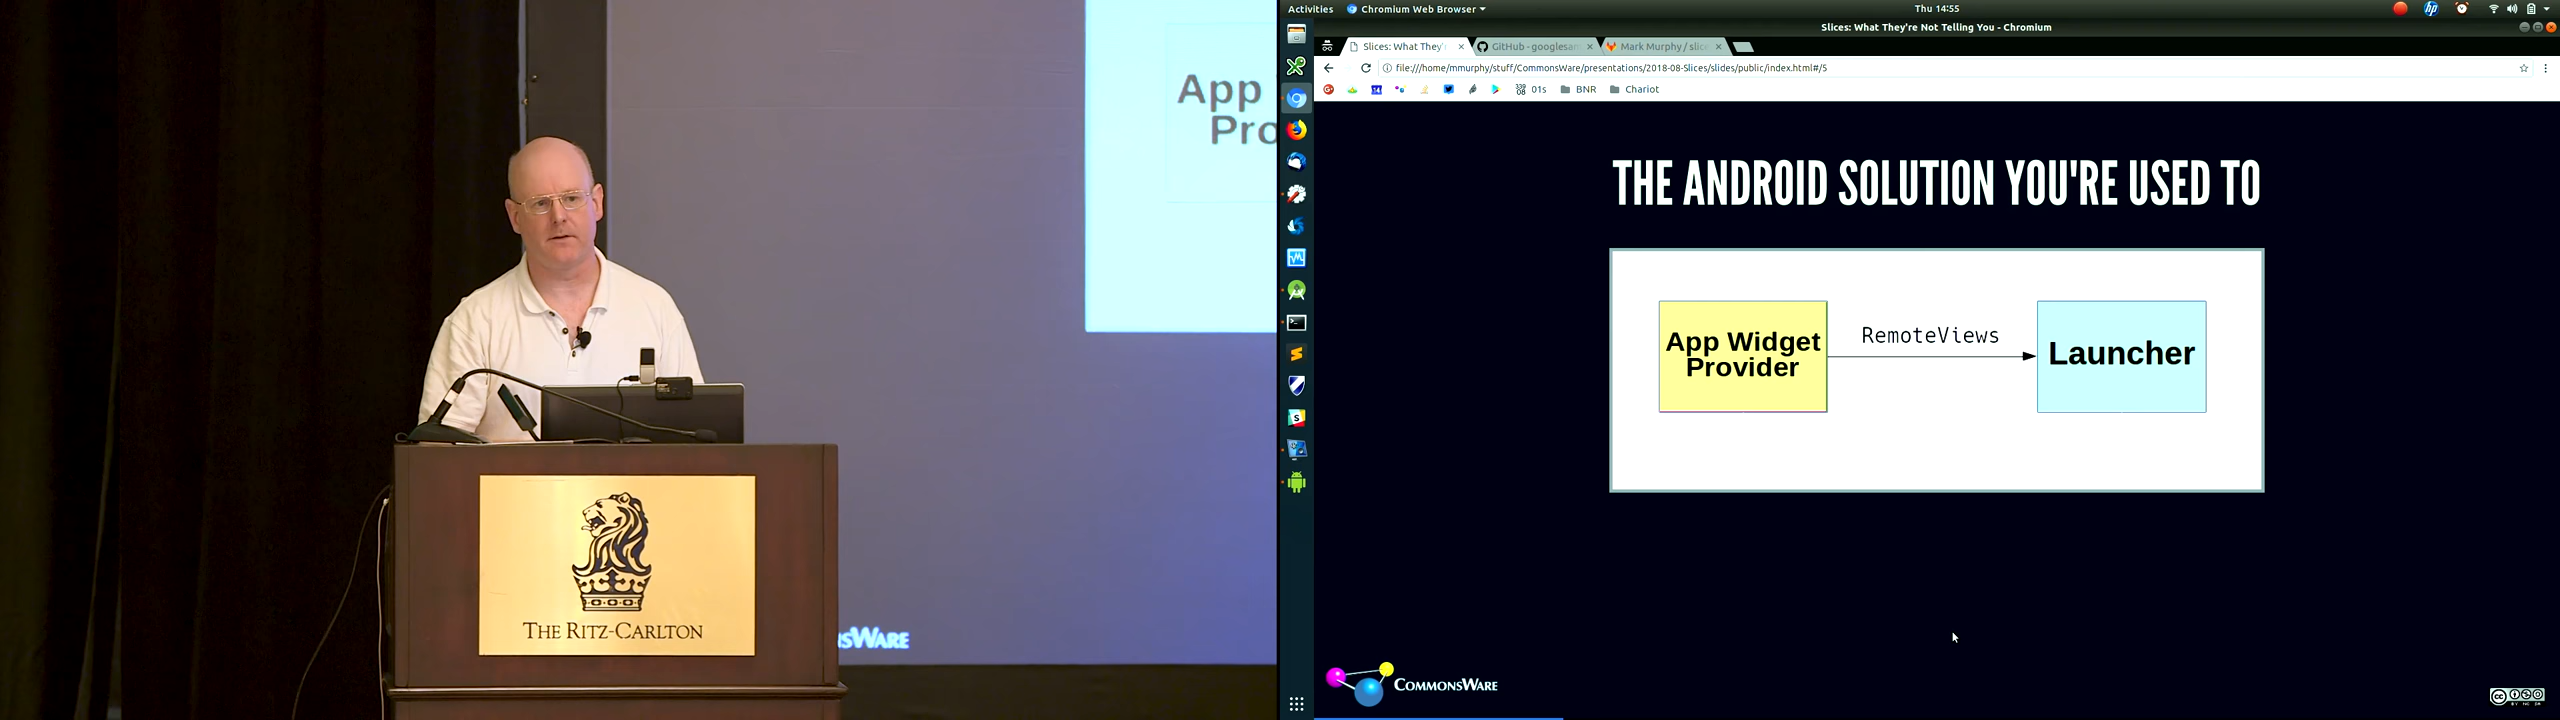 App
Pro
THE RITZ-CARLTON
SWARE
Activities
Chromium Web Browser
Thu 14:55
Slices: What They're Not Telling You - Chromium
Slices: What They'
GitHub - googlesam
Mark Murphy / slice
file:///home/mmurphy/stuff/CommonsWare/presentations/2018-08-Slices/slides/public/index.html#/5
01s
BNR
Chariot
THE ANDROID SOLUTION YOU'RE USED TO
App Widget
Provider
RemoteViews
Launcher
COMMONSWARE